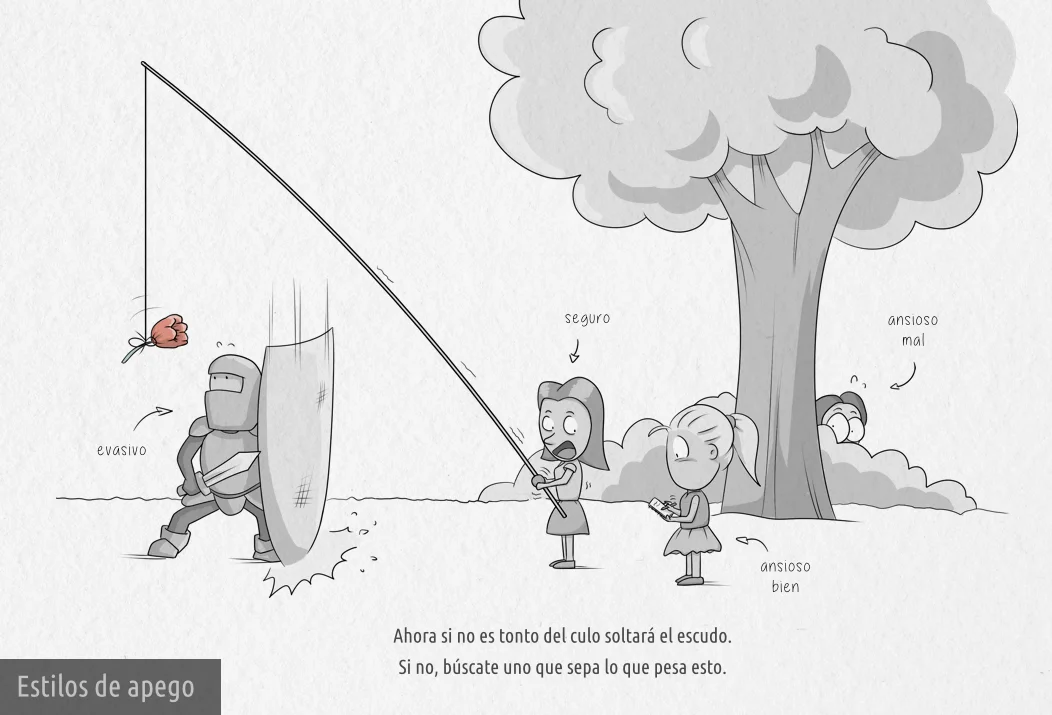 seguro
ansioso
mal
evasivo
ansioso
bien
Ahora si no es tonto del culo soltará el escudo.
Si no, búscate uno que sepa lo que pesa esto.
Estilos de apego